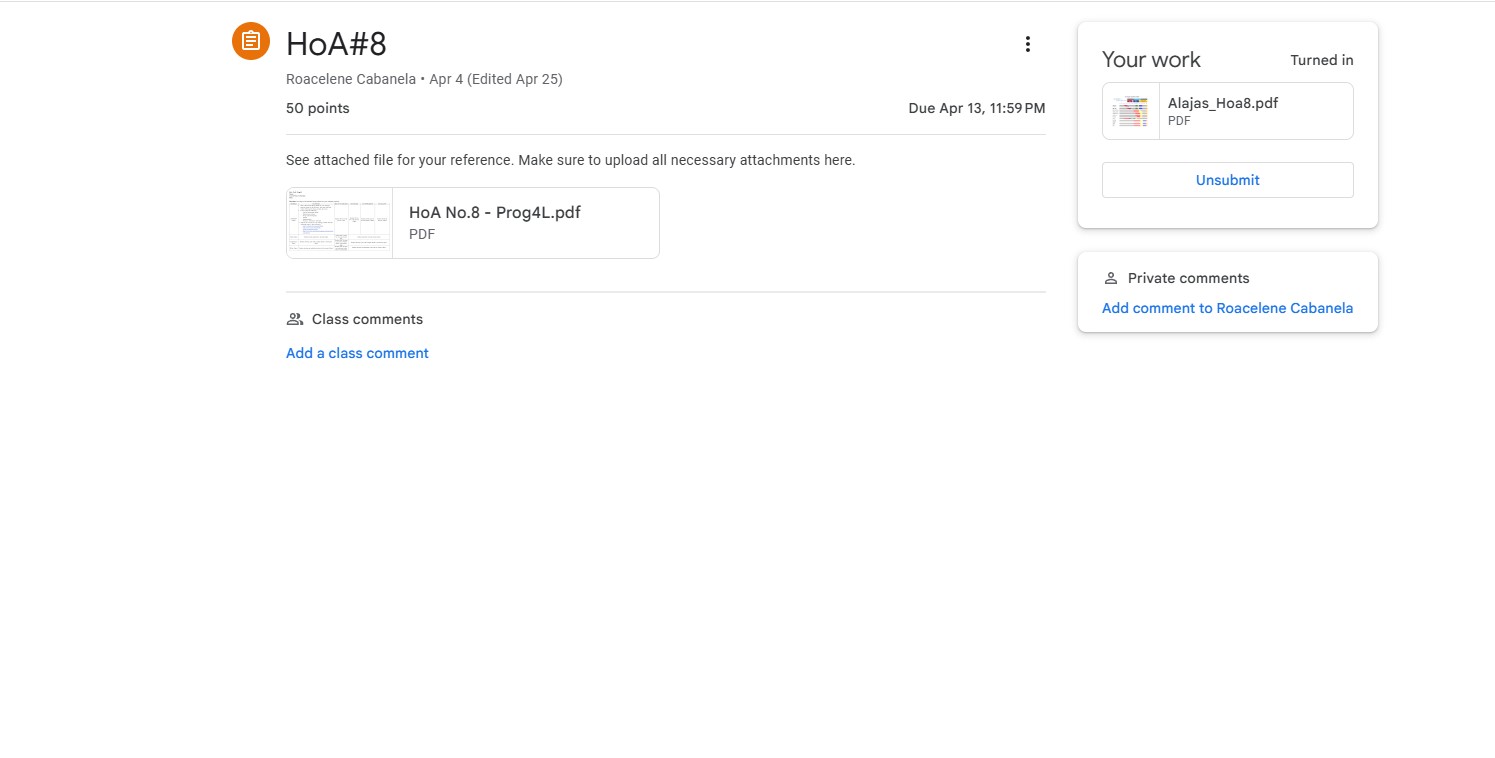 HoA#8
Roacelene Cabanela • Apr 4 (Edited Apr 25)
50 points
Due Apr 13, 11:59 PM
See attached file for your reference. Make sure to upload all necessary attachments here.
HoA No.8 - Prog4L.pdf
PDF
Class comments
Add a class comment
Your work
Turned in
Alajas_Hoa8.pdf
PDF
Unsubmit
Private comments
Add comment to Roacelene Cabanela